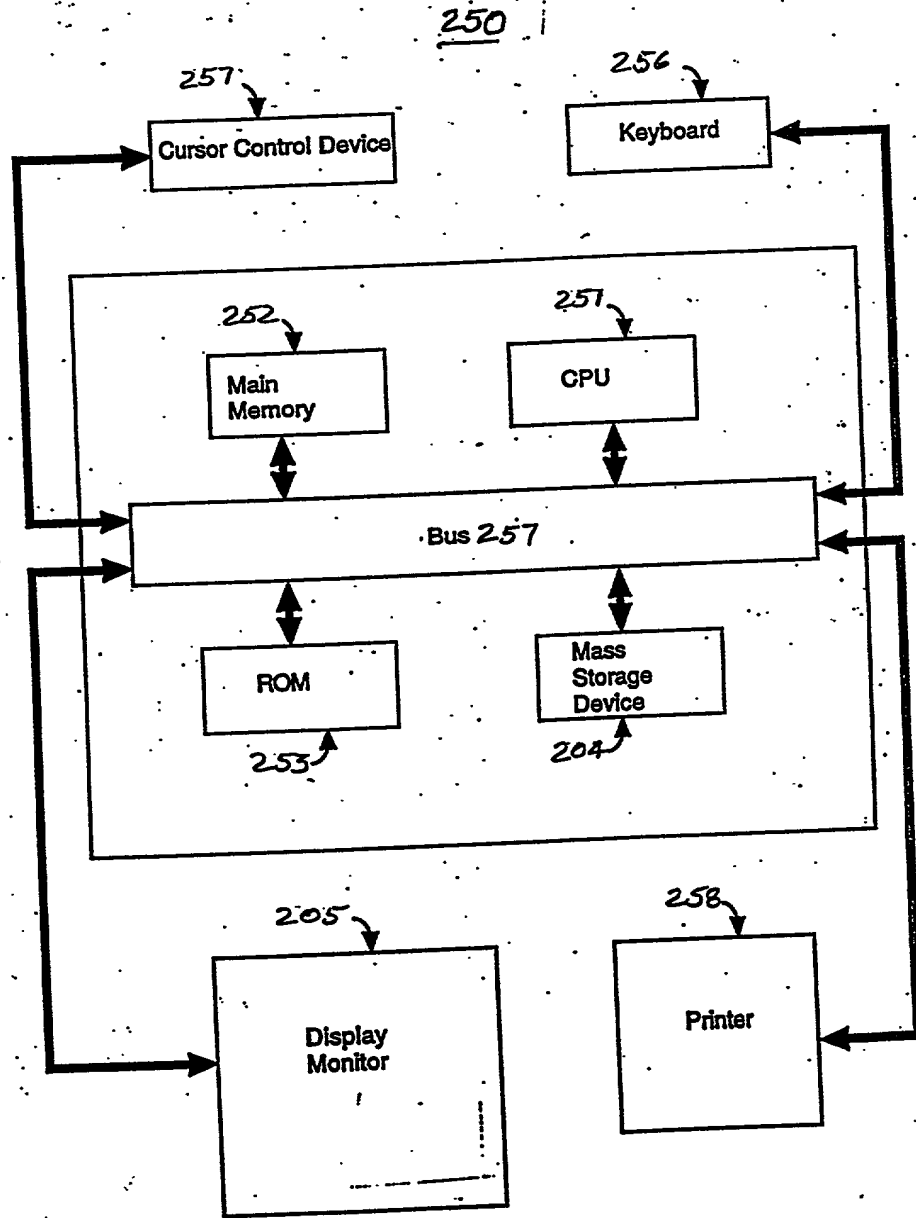 250
257
256
Cursor Control Device
Keyboard
252
251
Main
Memory
CPU
Bus 257
ROM
Mass
Storage
Device
253
204
205
258
Display
Monitor
Printer